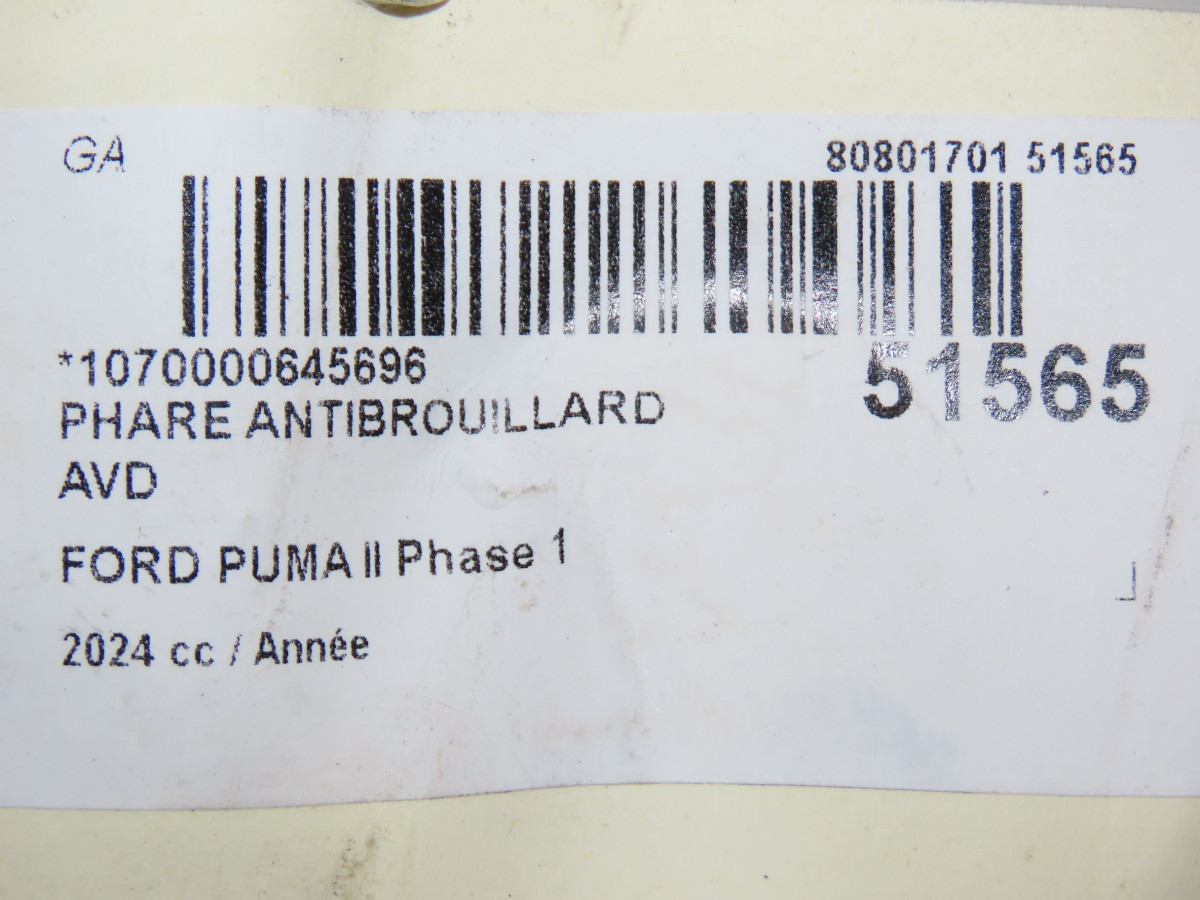 GA
80801701 51565
*1070000645696
51565
PHARE ANTIBROUILLARD
AVD
FORD PUMA II Phase 1
2024 cc / Année